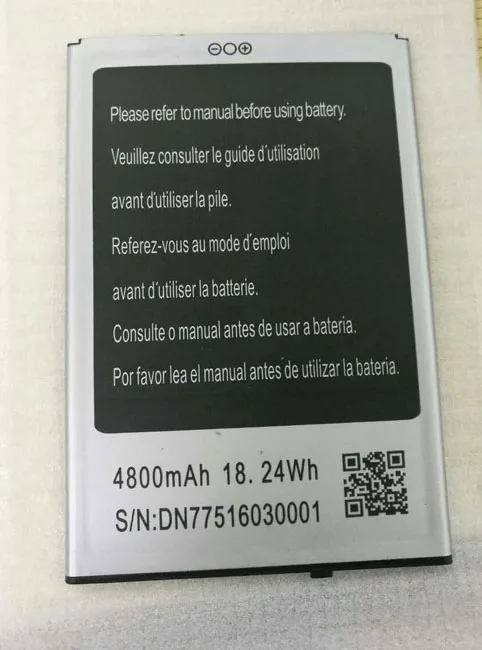 Please refer to manual before using battery.
Veuillez consulter le guide d'utilisation
avant d'utiliser la pile.
Referez-vous au mode d'emploi
avant d'utiliser la batterie.
Consulte o manual antes de usar a bateria.
Por favor lea el manual antes de utilizar la bateria.
4800mAh 18.24Wh
S/N:DN77516030001